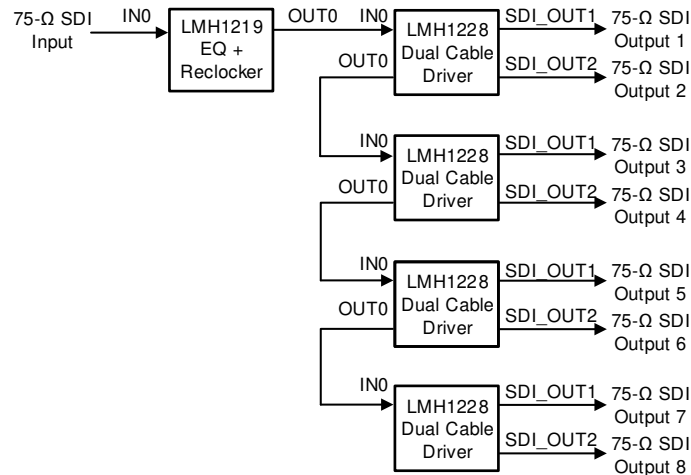 75-Ω SDI
Input
IN0
LMH1219
EQ +
Reclocker
OUT0
IN0
LMH1228
Dual Cable
Driver
SDI_OUT1
75-Ω SDI
Output 1
OUT0
SDI_OUT2
75-Ω SDI
Output 2
IN0
LMH1228
Dual Cable
Driver
SDI_OUT1
75-Ω SDI
Output 3
OUT0
SDI_OUT2
75-Ω SDI
Output 4
IN0
LMH1228
Dual Cable
Driver
SDI_OUT1
75-Ω SDI
Output 5
OUT0
SDI_OUT2
75-Ω SDI
Output 6
IN0
LMH1228
Dual Cable
Driver
SDI_OUT1
75-Ω SDI
Output 7
SDI_OUT2
75-Ω SDI
Output 8